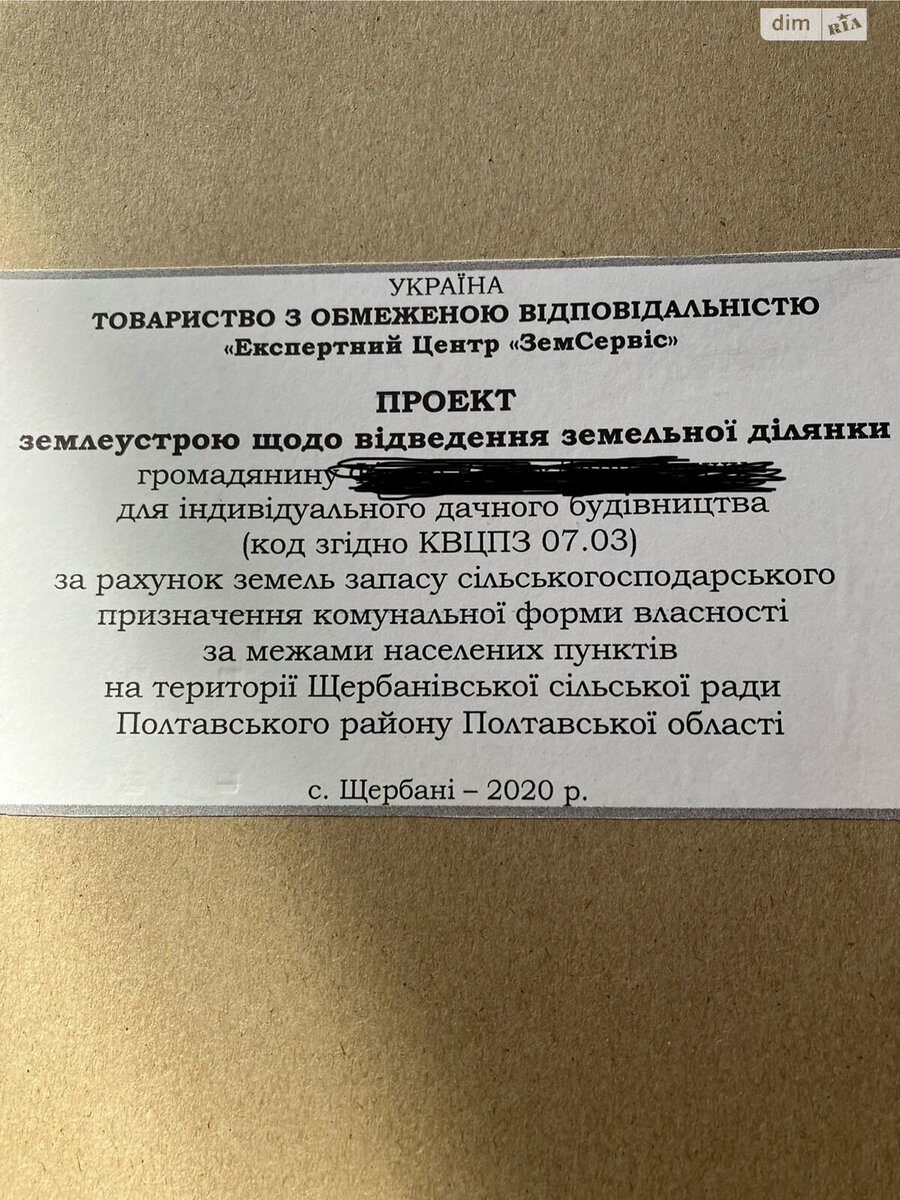 dim RIA
УКРАЇНА
ТОВАРИСТВО З ОБМЕЖЕНОЮ ВІДПОВІДАЛЬНІСТЮ
«Експертний Центр «ЗемСервіс»
ПРОЕКТ
землеустрою щодо відведення земельної ділянки
громадянину
для індивідуального дачного будівництва
(код згідно КВЦПЗ 07.03)
за рахунок земель запасу сільськогосподарського
призначення комунальної форми власності
за межами населених пунктів
на території Щербанівської сільської ради
Полтавського району Полтавської області
с. Щербані – 2020 р.